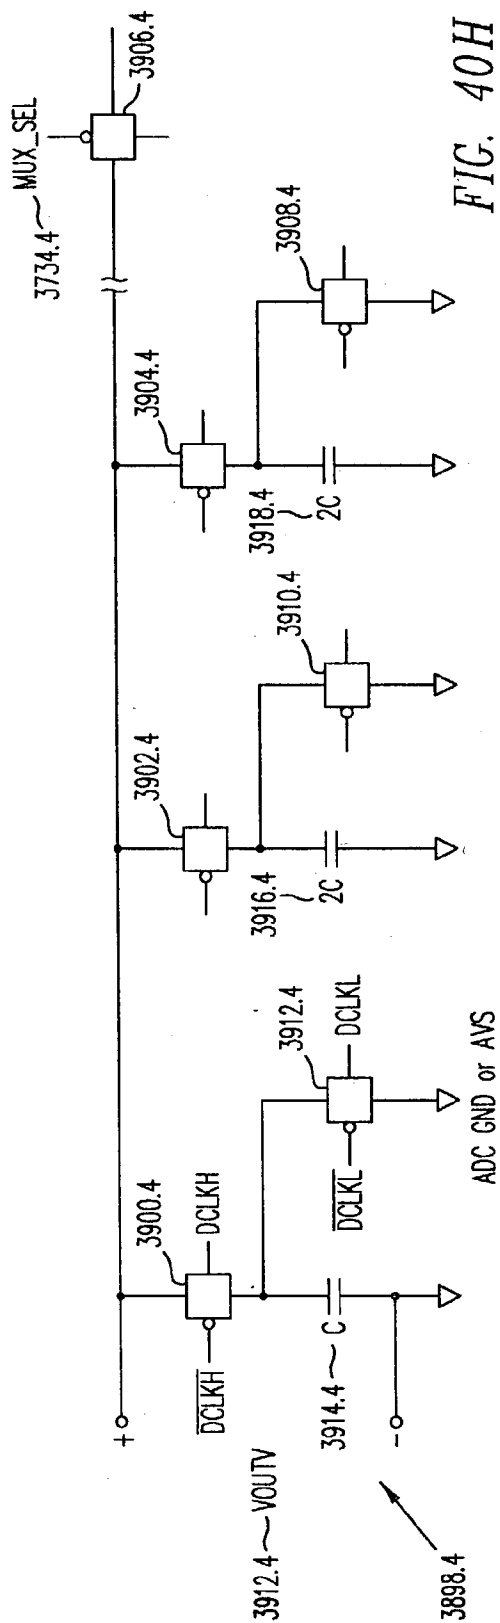 3734.4 MUX_SEL
3906.4
3904.4
3908.4
3918.4
2C
3902.4
3910.4
3916.4
2C
3900.4
DCLKH
DCLKH
3912.4
DCLKL
DCLKL
3914.4 C
+
-
3912.4 VOUTV
3898.4
ADC GND or AVS
FIG. 40H